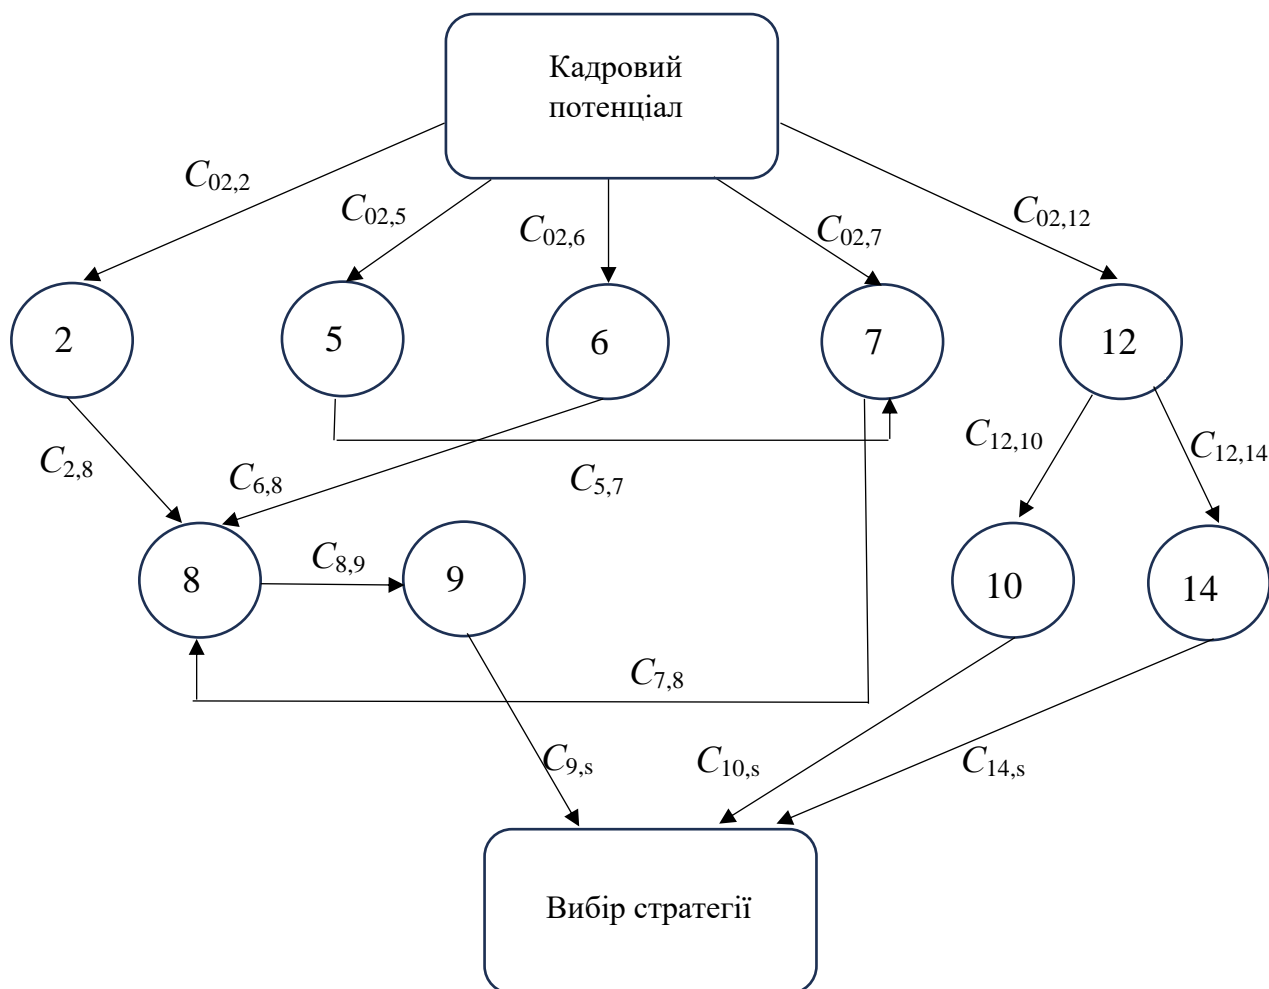 Кадровий
потенціал
C02,2
C02,5
C02,6
C02,7
C02,12
2
5
6
7
12
C2,8
C6,8
C5,7
C12,10
C12,14
8
C8,9
9
10
14
C7,8
C9,s
C10,s
C14,s
Вибір стратегії